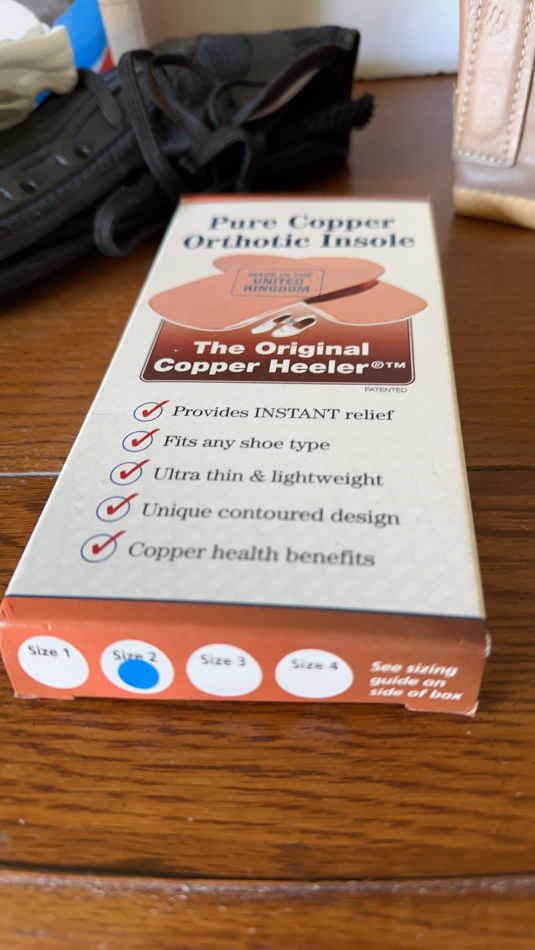 Pure Copper
Orthotic Insole
MADE IN THE
UNITED
KINGDOM
The Original
Copper Heeler®™
PATENTED
Provides INSTANT relief
Fits any shoe type
Ultra thin & lightweight
Unique contoured design
Copper health benefits
Size 1 Size 2 Size 3 Size 4
See sizing
guide on
side of box